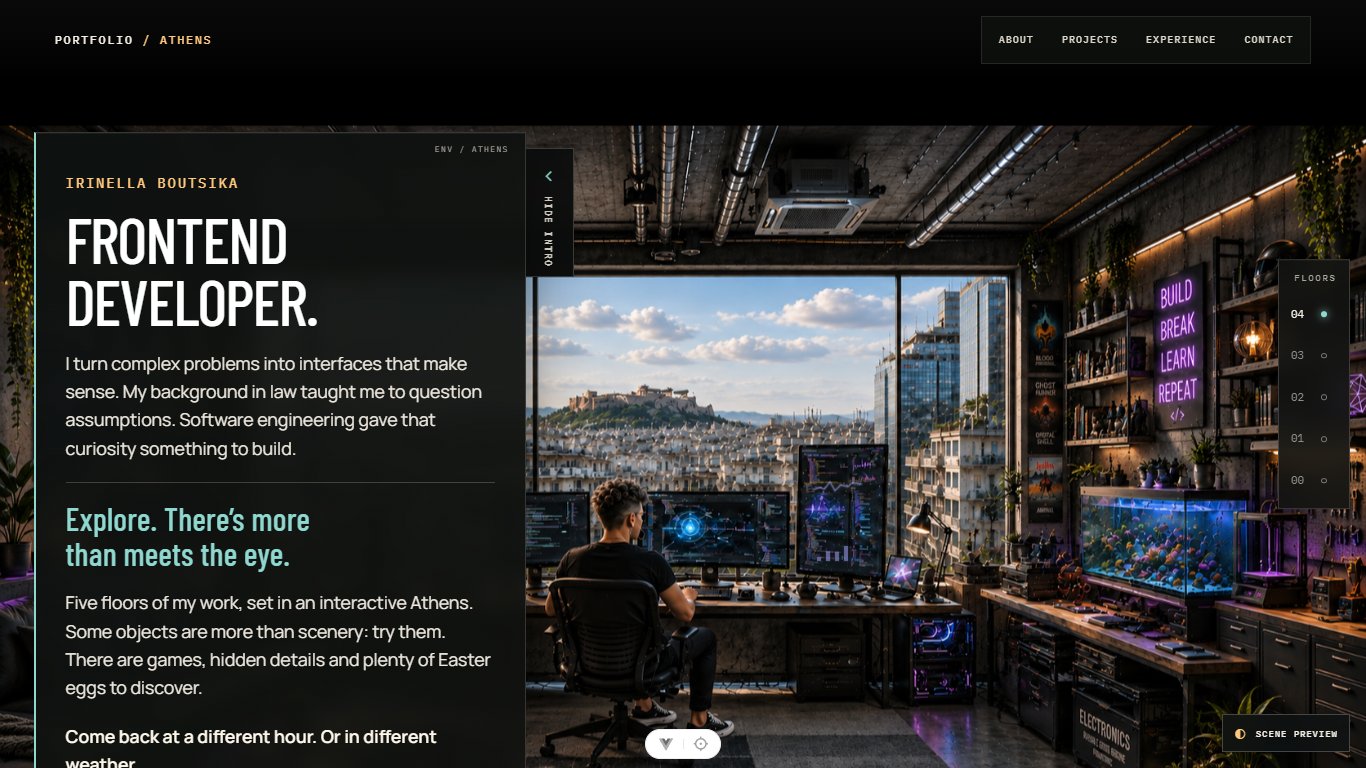 PORTFOLIO / ATHENS
ABOUT PROJECTS EXPERIENCE CONTACT
ENV / ATHENS
IRINELLA BOUTSIKA
FRONTEND
DEVELOPER.
I turn complex problems into interfaces that make
sense. My background in law taught me to question
assumptions. Software engineering gave that
curiosity something to build.
Explore. There’s more
than meets the eye.
Five floors of my work, set in an interactive Athens.
Some objects are more than scenery: try them.
There are games, hidden details and plenty of Easter
eggs to discover.
Come back at a different hour. Or in different
weather.
HIDE INTRO
BUILD
BREAK
LEARN
REPEAT
</>
GHOST
RUNNER
FLOORS
04
03
02
01
00
ELECTRONICS
SCENE PREVIEW